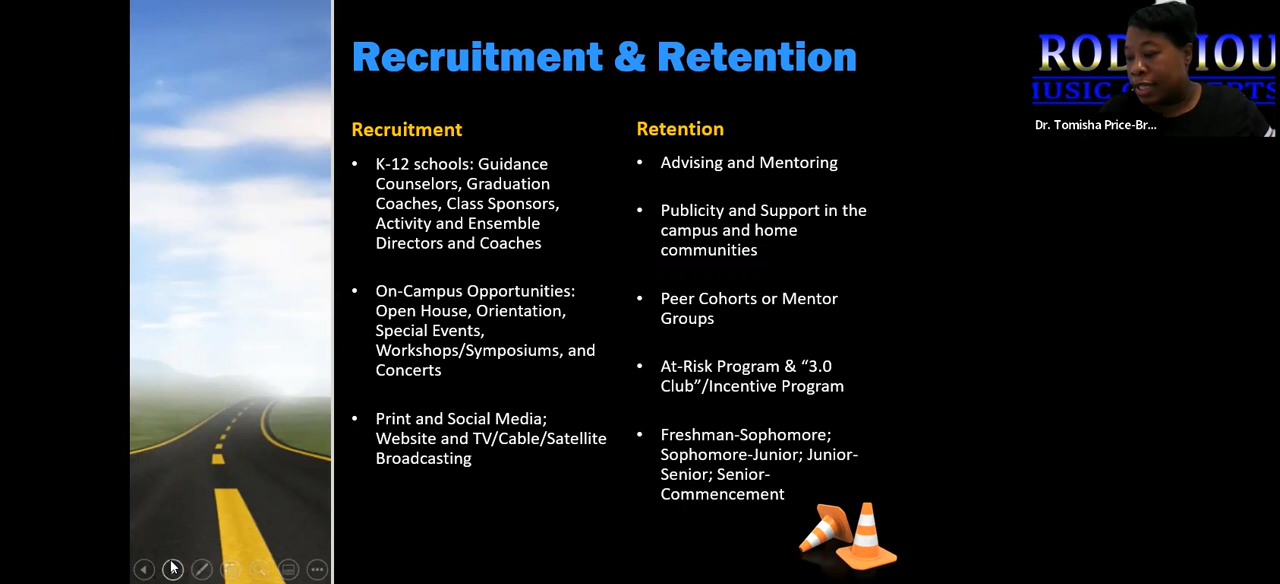 Recruitment & Retention
Recruitment
• K-12 schools: Guidance
Counselors, Graduation
Coaches, Class Sponsors,
Activity and Ensemble
Directors and Coaches
• On-Campus Opportunities:
Open House, Orientation,
Special Events,
Workshops/Symposiums, and
Concerts
• Print and Social Media;
Website and TV/Cable/Satellite
Broadcasting
Retention
• Advising and Mentoring
• Publicity and Support in the
campus and home
communities
• Peer Cohorts or Mentor
Groups
• At-Risk Program & “3.0
Club”/Incentive Program
• Freshman-Sophomore;
Sophomore-Junior; Junior-
Senior; Senior-
Commencement
Dr. Tomisha Price-Br...